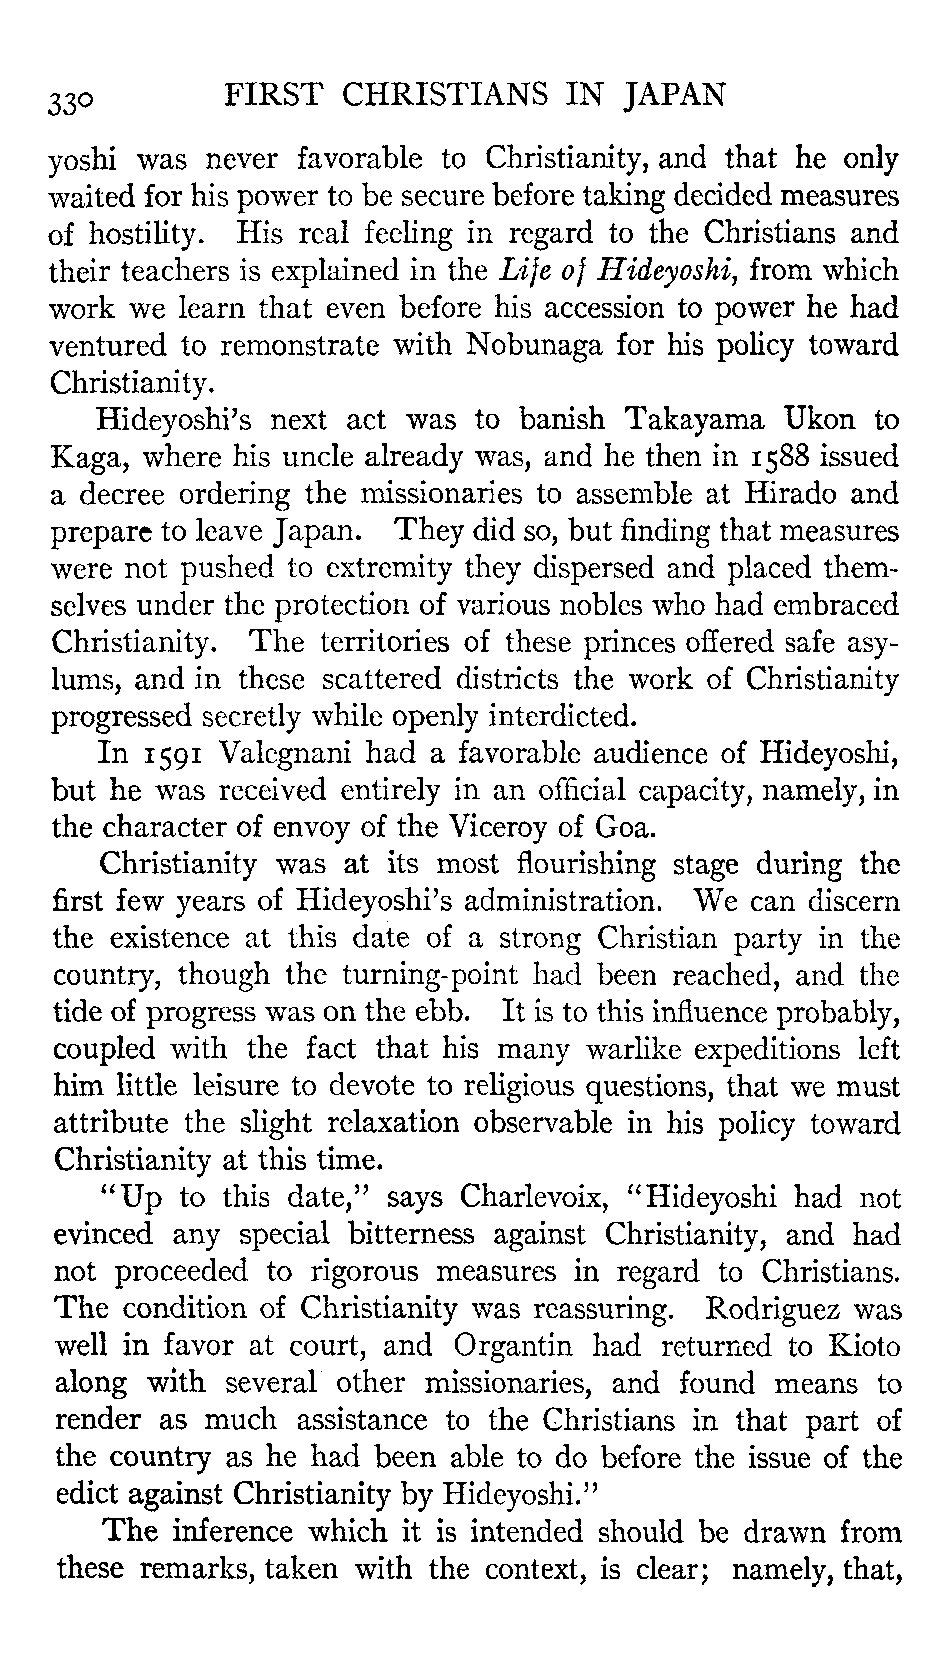 330 FIRST CHRISTIANS IN JAPAN
yoshi was never favorable to Christianity, and that he only
waited for his power to be secure before taking decided measures
of hostility. His real feeling in regard to the Christians and
their teachers is explained in the Life of Hideyoshi, from which
work we learn that even before his accession to power he had
ventured to remonstrate with Nobunaga for his policy toward
Christianity.
Hideyoshi's next act was to banish Takayama Ukon to
Kaga, where his uncle already was, and he then in 1588 issued
a decree ordering the missionaries to assemble at Hirado and
prepare to leave Japan. They did so, but finding that measures
were not pushed to extremity they dispersed and placed them-
selves under the protection of various nobles who had embraced
Christianity. The territories of these princes offered safe asy-
lums, and in these scattered districts the work of Christianity
progressed secretly while openly interdicted.
In 1591 Valegnani had a favorable audience of Hideyoshi,
but he was received entirely in an official capacity, namely, in
the character of envoy of the Viceroy of Goa.
Christianity was at its most flourishing stage during the
first few years of Hideyoshi's administration. We can discern
the existence at this date of a strong Christian party in the
country, though the turning-point had been reached, and the
tide of progress was on the ebb. It is to this influence probably,
coupled with the fact that his many warlike expeditions left
him little leisure to devote to religious questions, that we must
attribute the slight relaxation observable in his policy toward
Christianity at this time.
"Up to this date," says Charlevoix, "Hideyoshi had not
evinced any special bitterness against Christianity, and had
not proceeded to rigorous measures in regard to Christians.
The condition of Christianity was reassuring. Rodriguez was
well in favor at court, and Organtin had returned to Kioto
along with several other missionaries, and found means to
render as much assistance to the Christians in that part of
the country as he had been able to do before the issue of the
edict against Christianity by Hideyoshi."
The inference which it is intended should be drawn from
these remarks, taken with the context, is clear; namely, that,